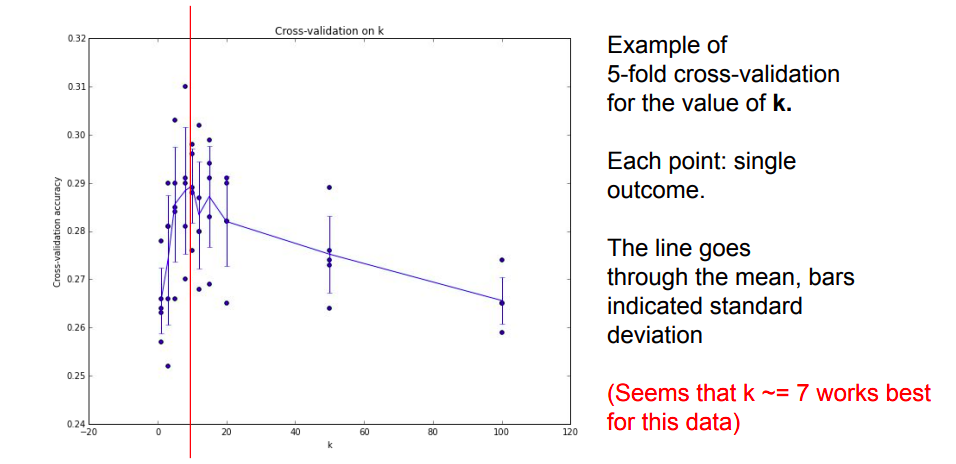 Cross-validation on k
0.32
0.31
0.30
0.29
0.28
0.27
0.26
0.25
0.24
Cross-validation accuracy
−20
0
20
40
60
80
100
120
k
Example of
5-fold cross-validation
for the value of k.
Each point: single
outcome.
The line goes
through the mean, bars
indicated standard
deviation
(Seems that k ~= 7 works best
for this data)